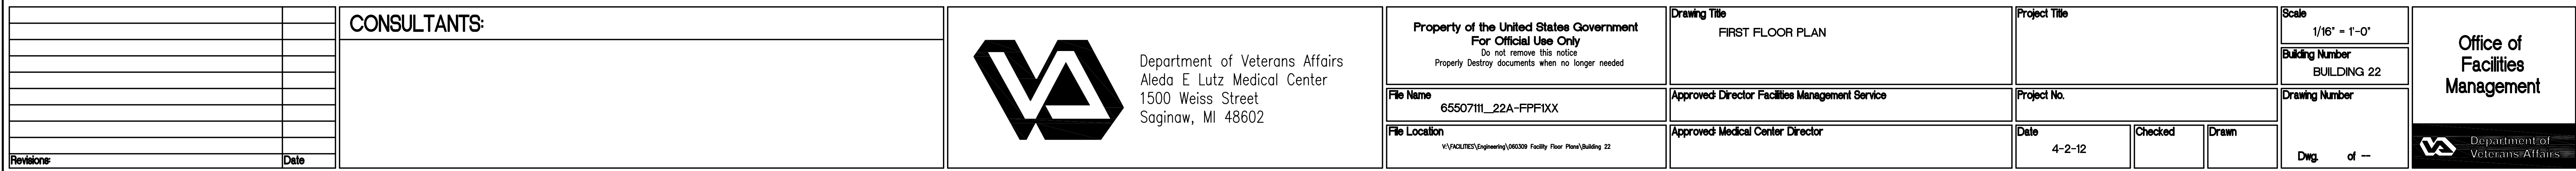 Revisions:
Date
CONSULTANTS:
VA
Department of Veterans Affairs
Aleda E Lutz Medical Center
1500 Weiss Street
Saginaw, MI 48602
Property of the United States Government
For Official Use Only
Do not remove this notice
Properly Destroy documents when no longer needed
File Name
65507111_22A-FPF1XX
File Location
V:\FACILITIES\Engineering\060309 Facility Floor Plans\Building 22
Drawing Title
FIRST FLOOR PLAN
Approved: Director Facilities Management Service
Approved: Medical Center Director
Project Title
Project No.
Date
4-2-12
Checked
Drawn
Scale
1/16" = 1'-0"
Building Number
BUILDING 22
Drawing Number
Dwg. of --
Office of
Facilities
Management
VA
Department of
Veterans Affairs